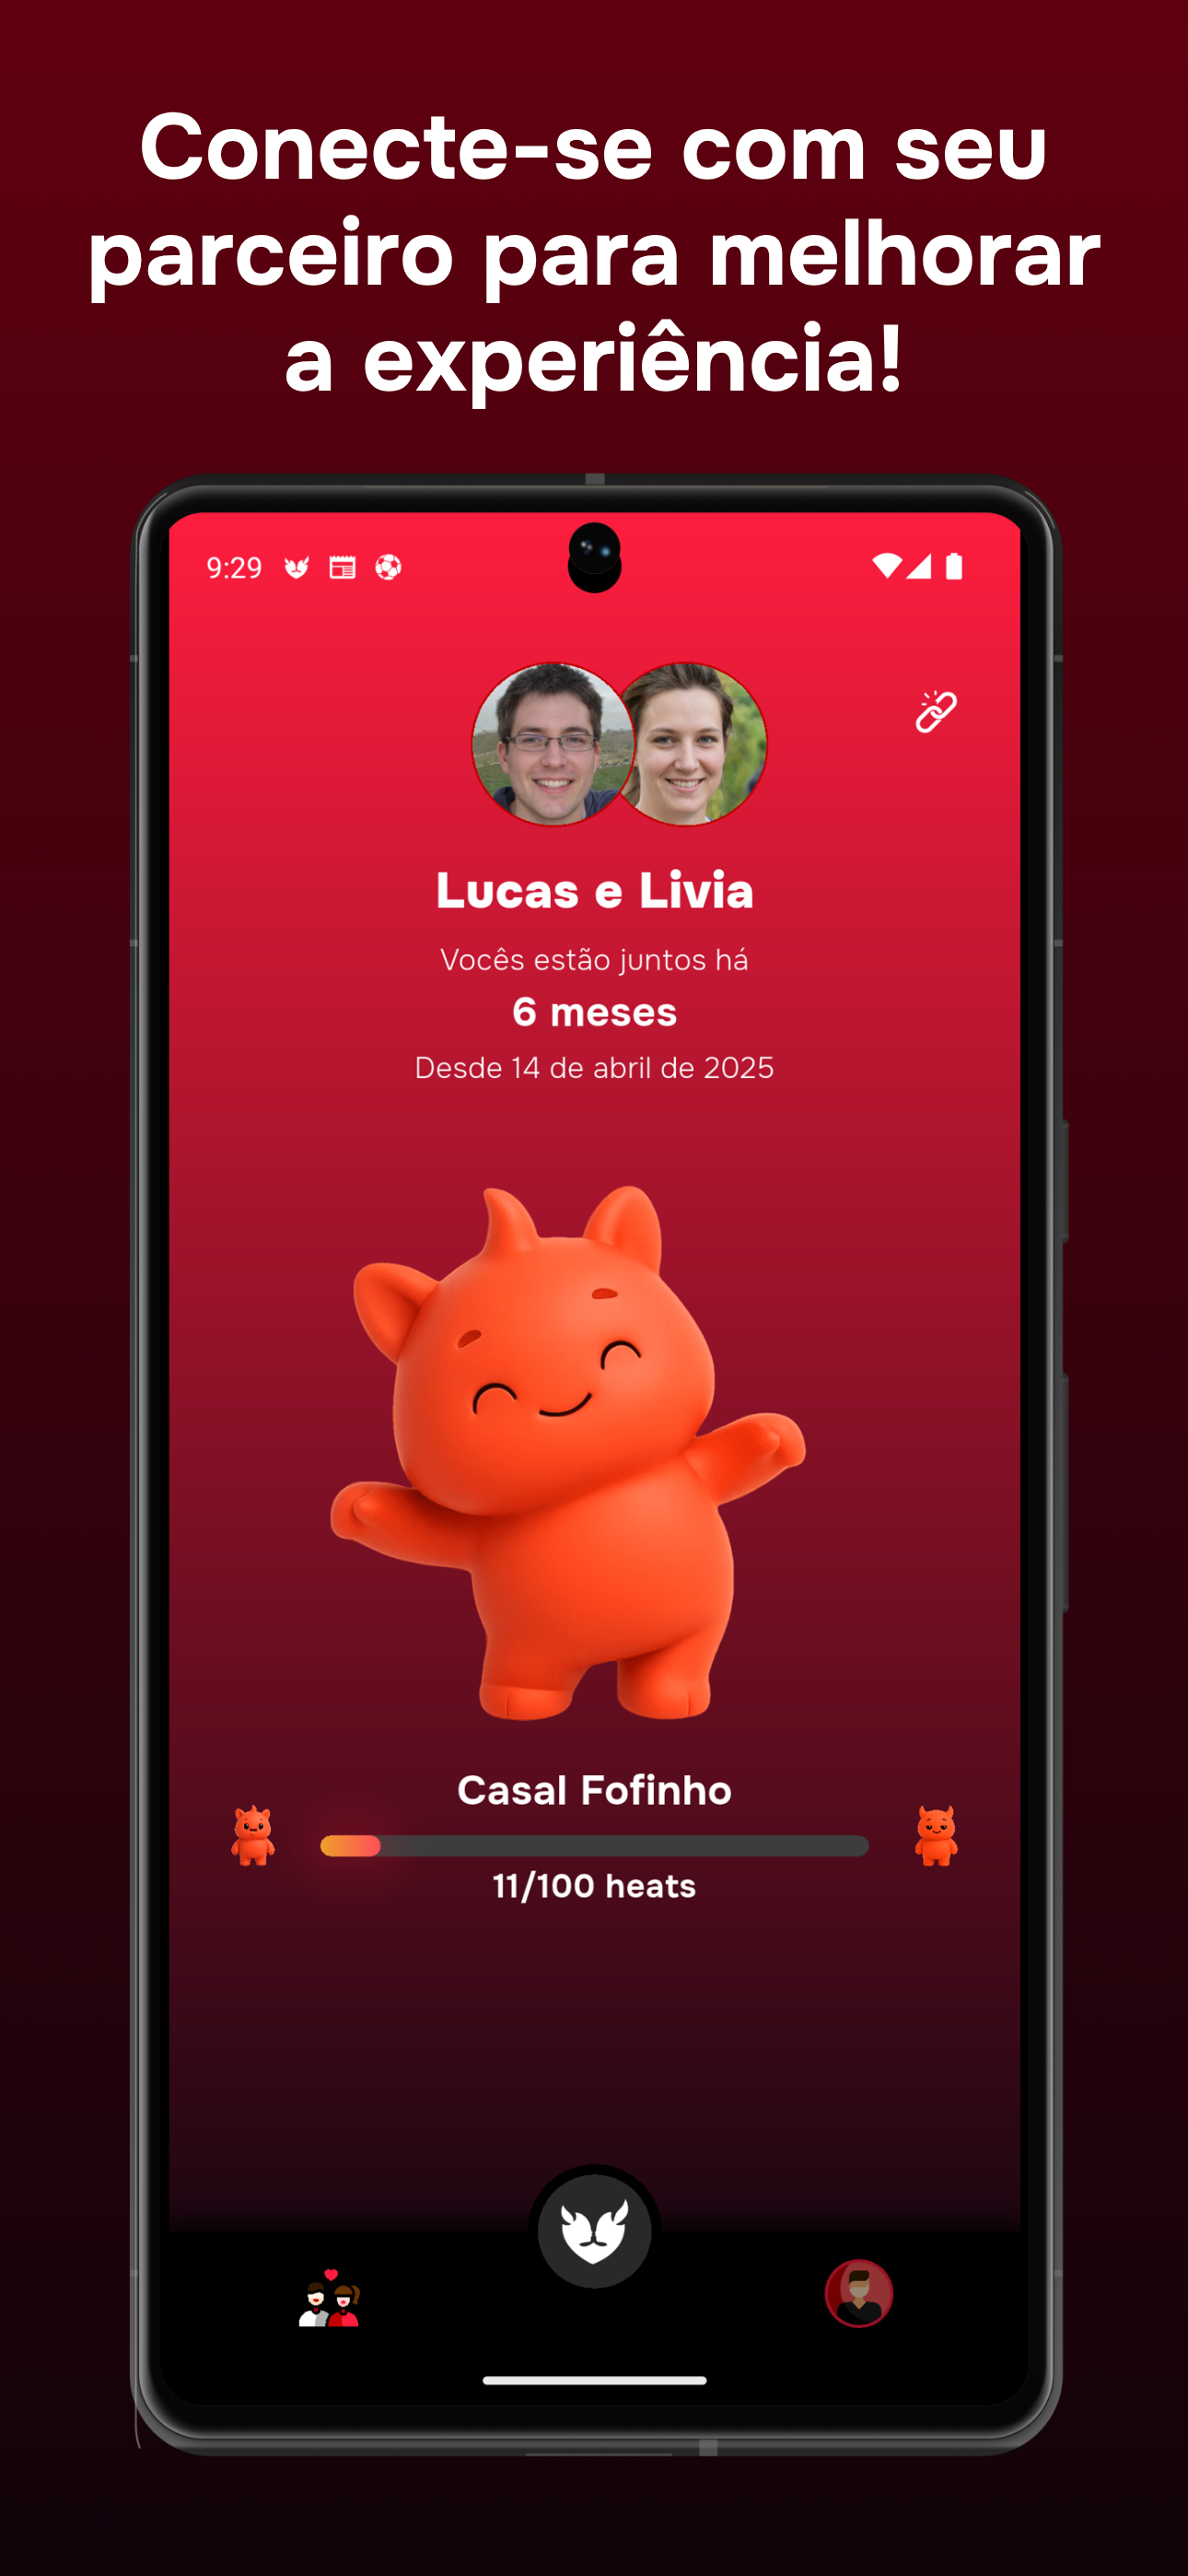 Conecte-se com seu
parceiro para melhorar
a experiência!
9:29
Lucas e Livia
Vocês estão juntos há
6 meses
Desde 14 de abril de 2025
Casal Fofinho
11/100 heats